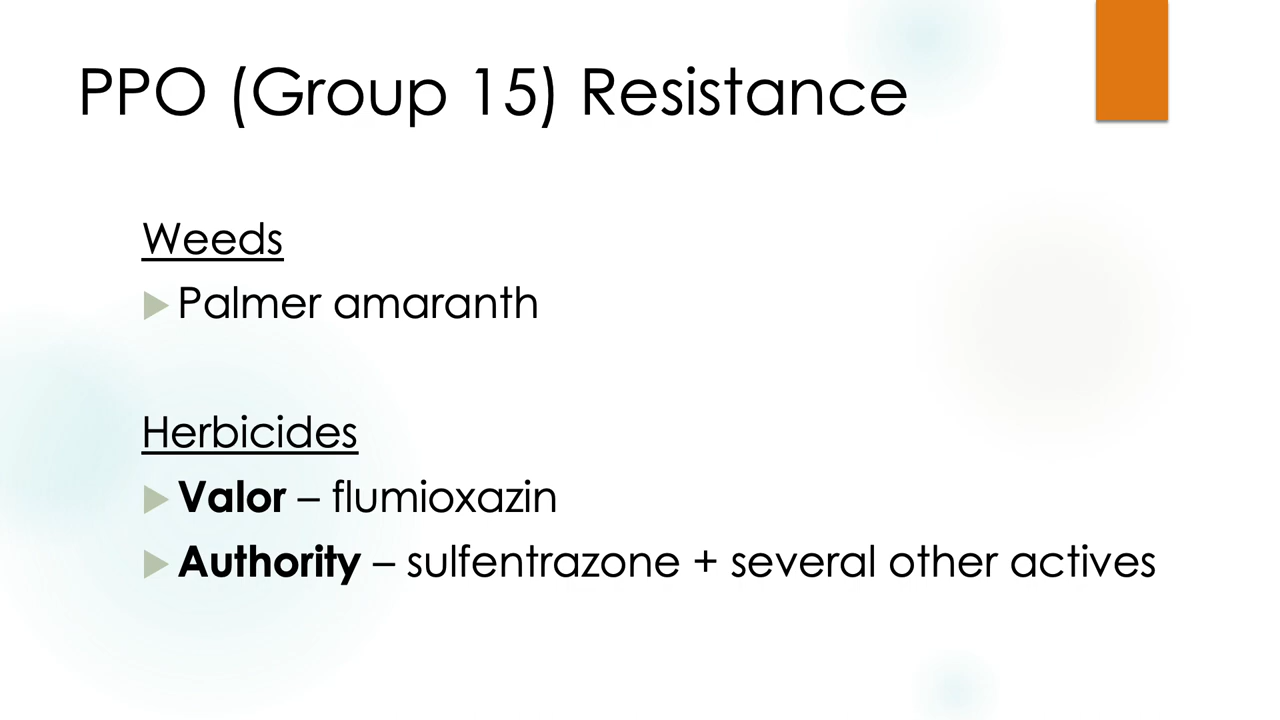 PPO (Group 15) Resistance
Weeds
Palmer amaranth
Herbicides
Valor – flumioxazin
Authority – sulfentrazone + several other actives